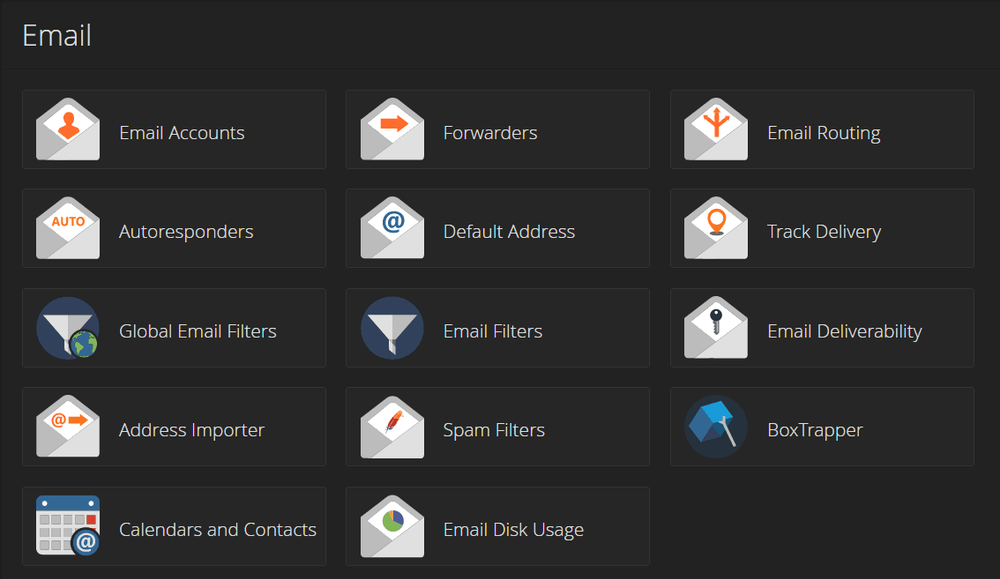 Email
Email Accounts
Forwarders
Email Routing
AUTO
Autoresponders
@
Default Address
Track Delivery
Global Email Filters
Email Filters
Email Deliverability
@
Address Importer
Spam Filters
BoxTrapper
@
Calendars and Contacts
Email Disk Usage